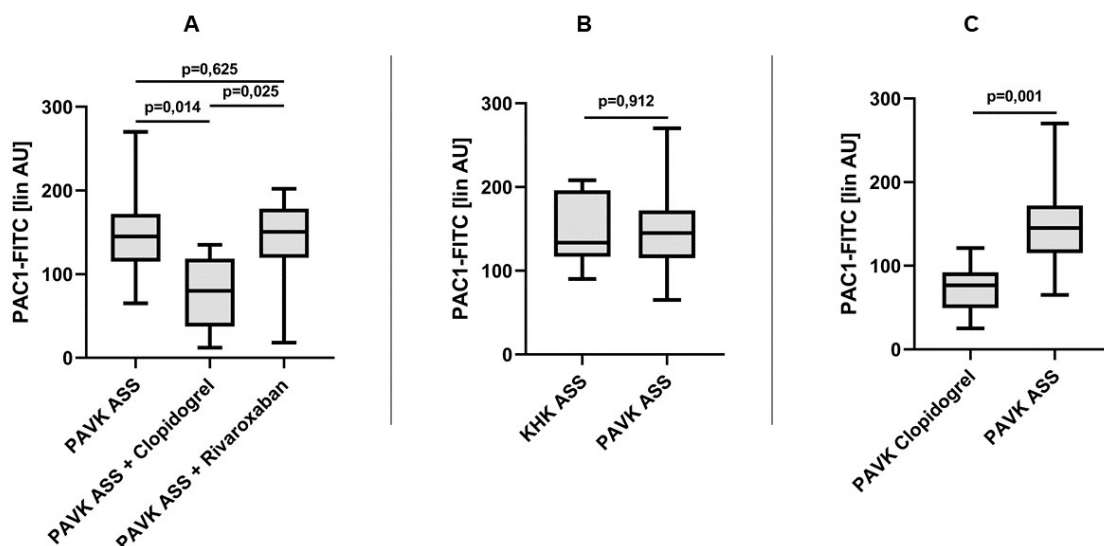 A
p=0,625
p=0,014
p=0,025
300
200
100
0
PAC1-FITC [lin AU]
PAVK ASS
PAVK ASS + Clopidogrel
PAVK ASS + Rivaroxaban
B
p=0,912
300
200
100
0
PAC1-FITC [lin AU]
KHK ASS
PAVK ASS
C
p=0,001
300
200
100
0
PAC1-FITC [lin AU]
PAVK Clopidogrel
PAVK ASS